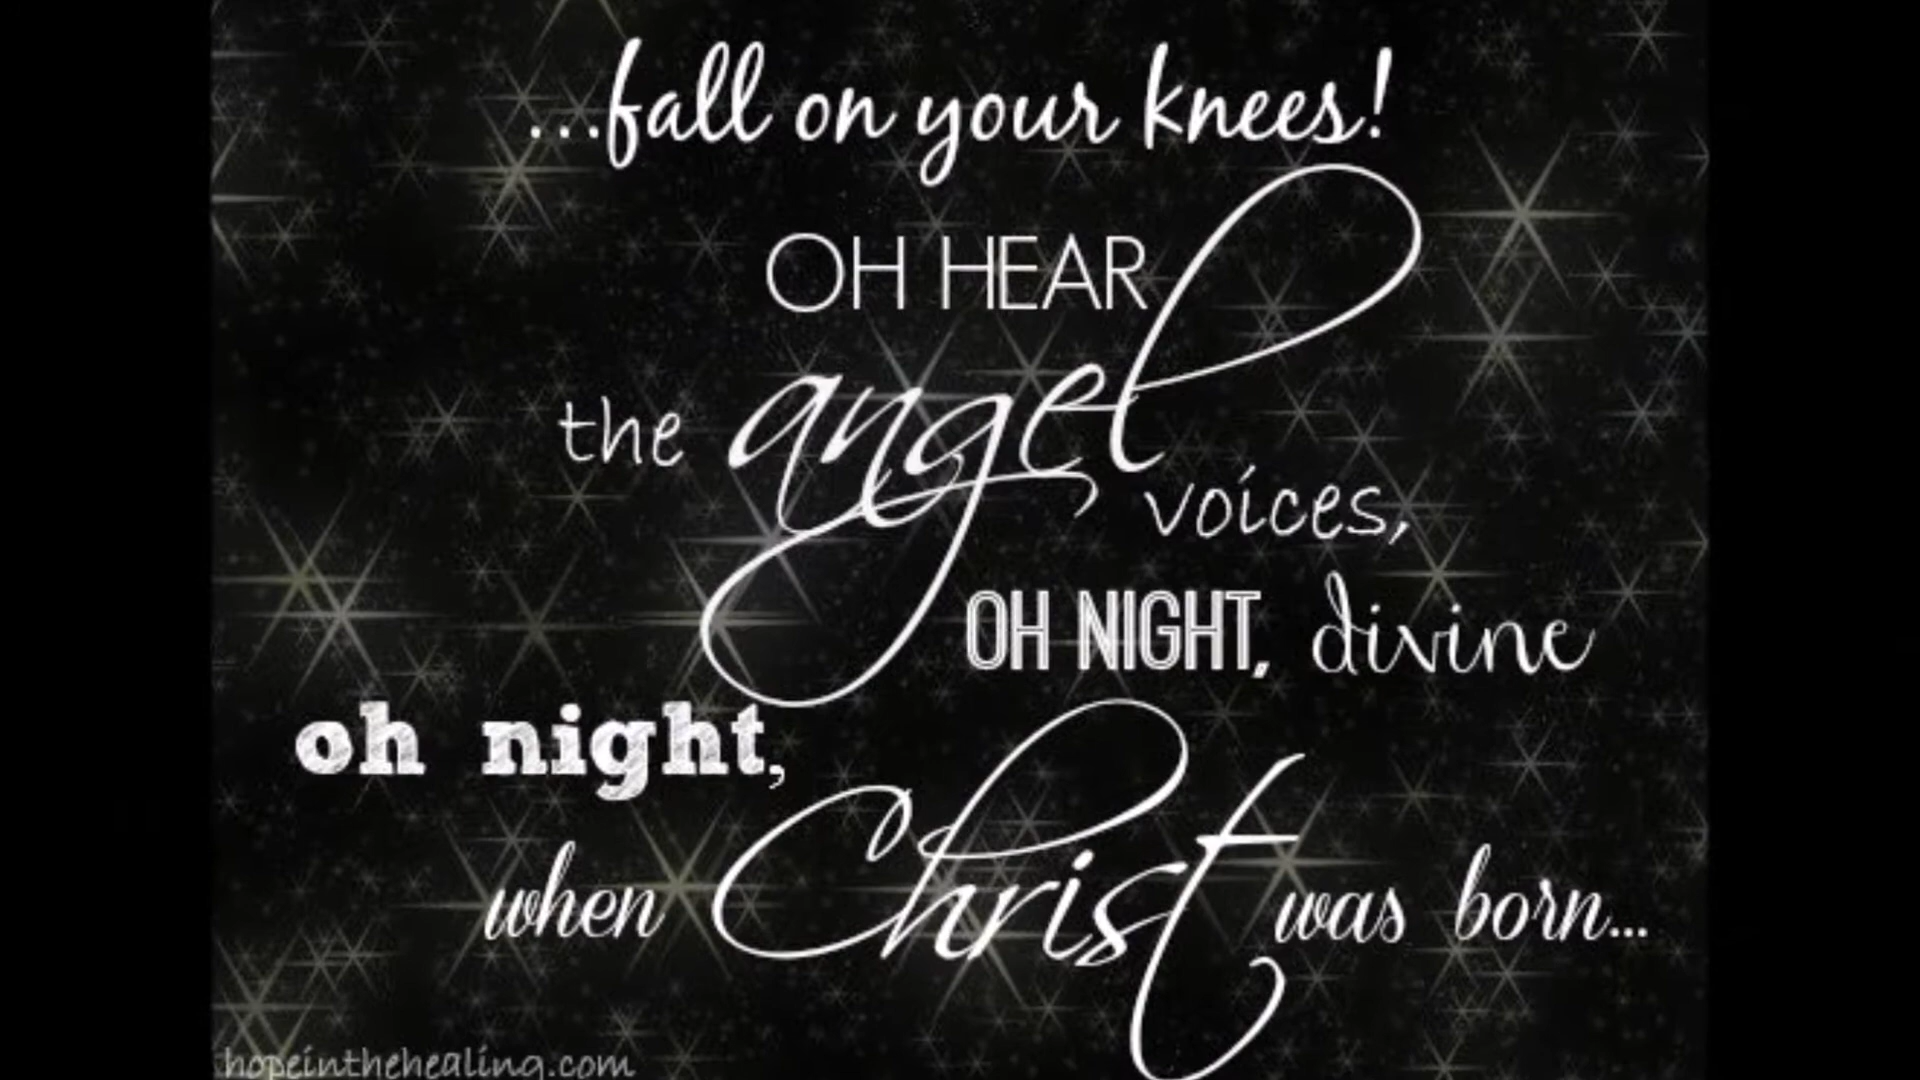 ...fall on your knees!
OH HEAR
the angel voices,
OH NIGHT, divine
oh night,
when Christ was born...
hopeinthehealing.com